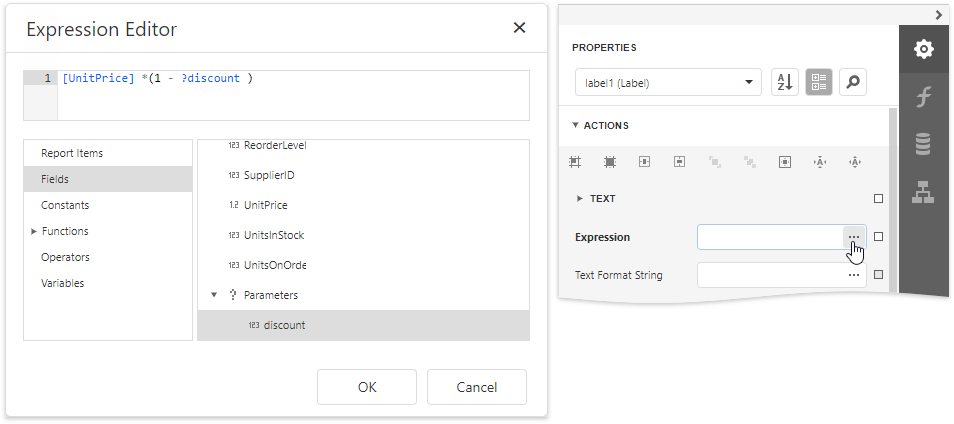 Expression Editor
1 [UnitPrice] *(1 - ?discount )
Report Items
Fields
Constants
Functions
Operators
Variables
123 ReorderLevel
123 SupplierID
1.2 UnitPrice
123 UnitsInStock
123 UnitsOnOrde
? Parameters
123 discount
OK
Cancel
PROPERTIES
label1 (Label)
ACTIONS
TEXT
Expression
...
Text Format String
...